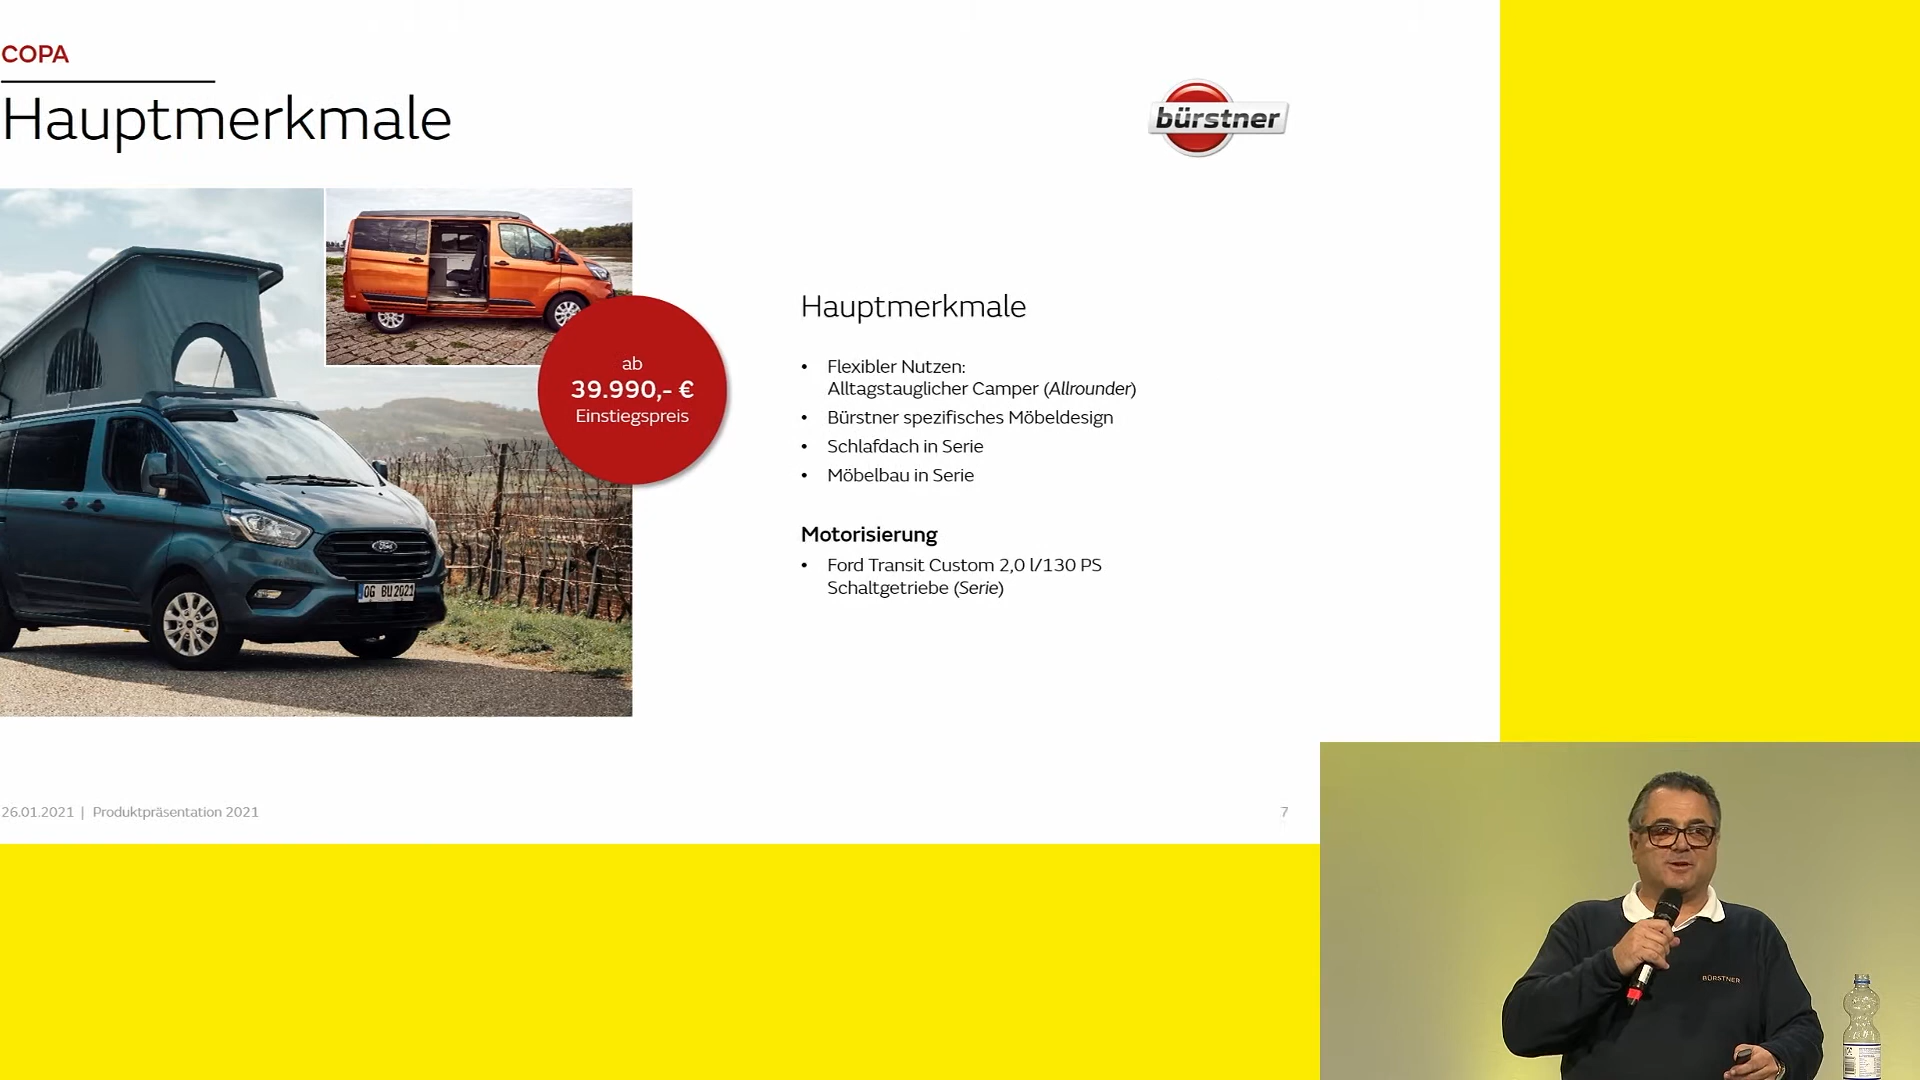 COPA
Hauptmerkmale
bürstner
ab
39.990,- €
Einstiegspreis
Ford
OG BU 2021
Hauptmerkmale
• Flexibler Nutzen:
Alltagstauglicher Camper (Allrounder)
• Bürstner spezifisches Möbeldesign
• Schlafdach in Serie
• Möbelbau in Serie
Motorisierung
• Ford Transit Custom 2,0 l/130 PS
Schaltgetriebe (Serie)
26.01.2021 | Produktpräsentation 2021
7
BÜRSTNER